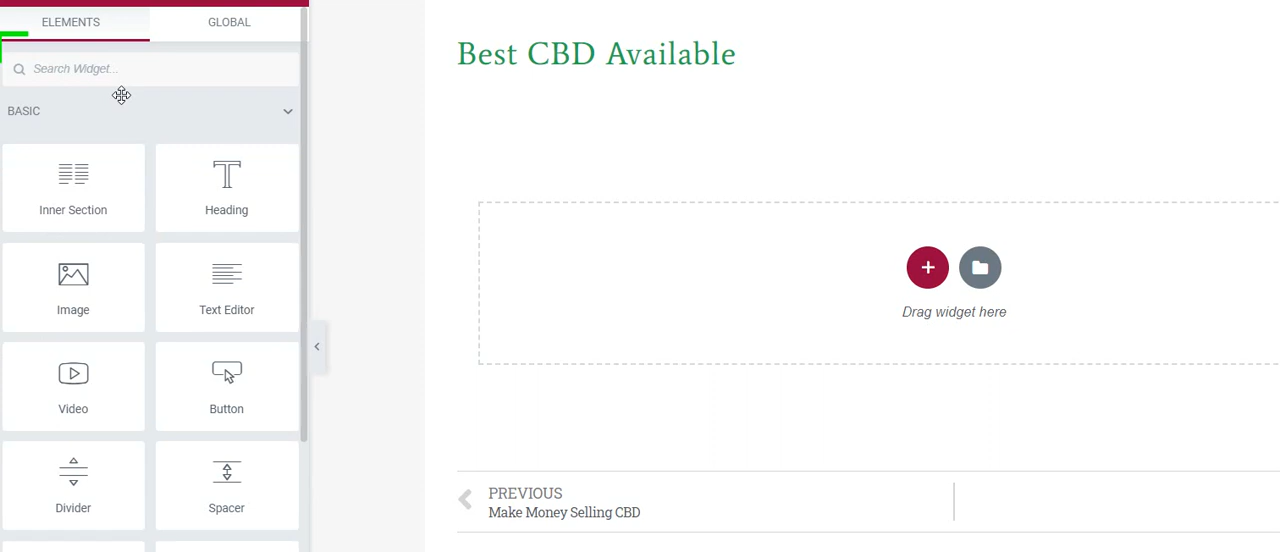 ELEMENTS
GLOBAL
Search Widget...
BASIC
Inner Section
Heading
Image
Text Editor
Video
Button
Divider
Spacer
Best CBD Available
Drag widget here
PREVIOUS
Make Money Selling CBD